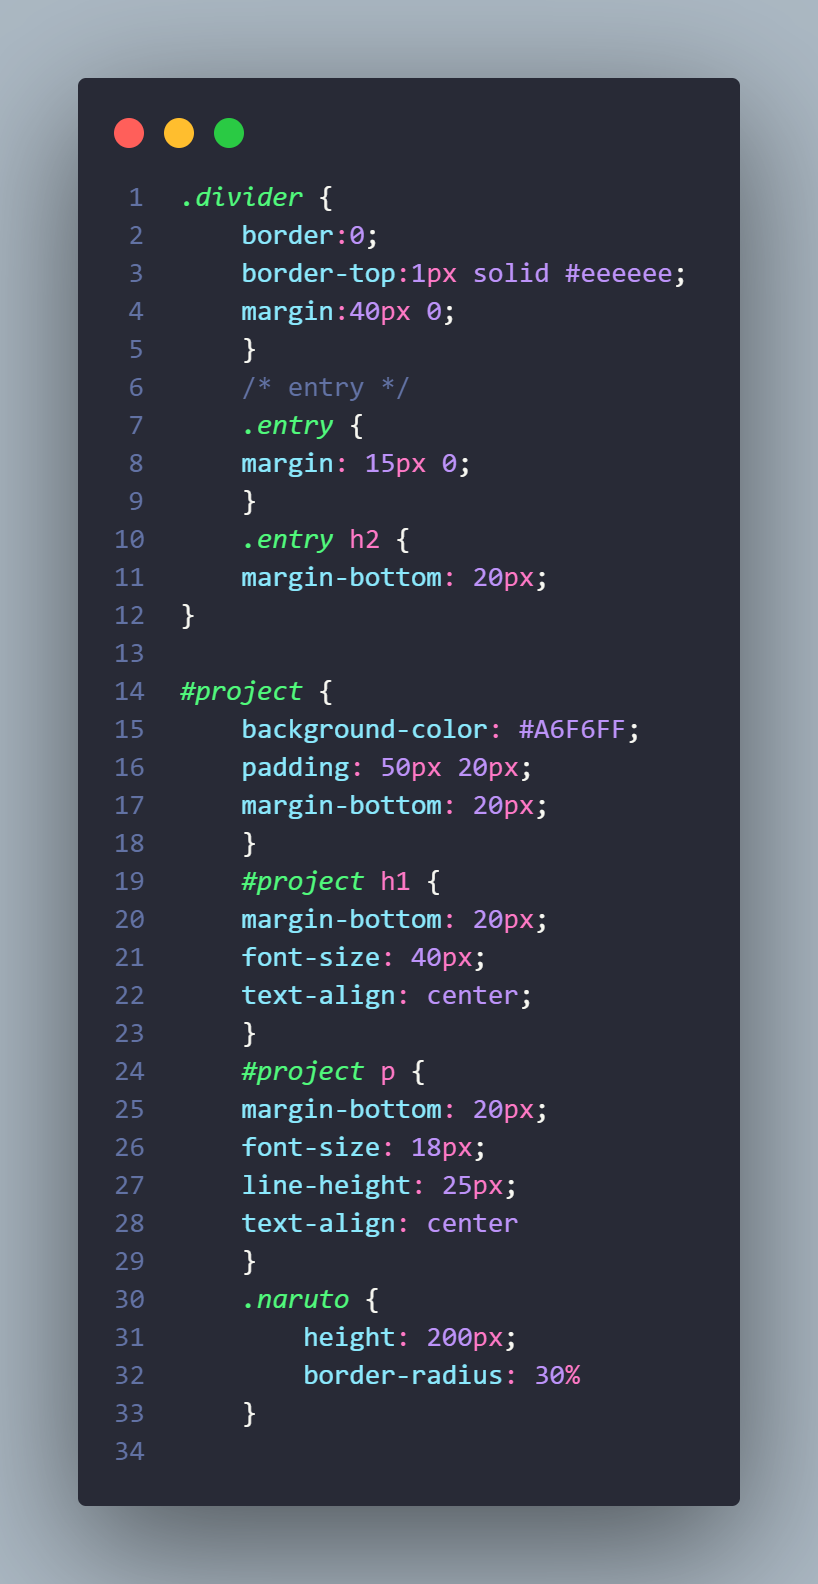 1 .divider {
2     border:0;
3     border-top:1px solid #eeeeee;
4     margin:40px 0;
5     }
6     /* entry */
7     .entry {
8     margin: 15px 0;
9     }
10     .entry h2 {
11     margin-bottom: 20px;
12 }
13
14 #project {
15     background-color: #A6F6FF;
16     padding: 50px 20px;
17     margin-bottom: 20px;
18     }
19     #project h1 {
20     margin-bottom: 20px;
21     font-size: 40px;
22     text-align: center;
23     }
24     #project p {
25     margin-bottom: 20px;
26     font-size: 18px;
27     line-height: 25px;
28     text-align: center
29     }
30     .naruto {
31         height: 200px;
32         border-radius: 30%
33     }
34